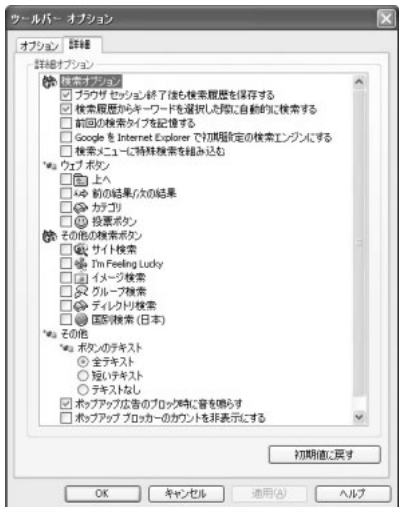 ツールバー オプション
オプション
詳細
詳細オプション
検索オプション
ブラウザ セッション終了後も検索履歴を保存する
検索履歴からキーワードを選択した際に自動的に検索する
前回の検索タイプを記憶する
Google を Internet Explorer で初期設定の検索エンジンにする
検索メニューに特殊検索を組み込む
ウェブ ボタン
上へ
前の結果/次の結果
カテゴリ
投票ボタン
その他の検索ボタン
サイト検索
I'm Feeling Lucky
イメージ検索
グループ検索
ディレクトリ検索
国別検索 (日本)
その他
ボタンのテキスト
全テキスト
短いテキスト
テキストなし
ポップアップ広告のブロック時に音を鳴らす
ポップアップ ブロッカーのカウントを非表示にする
初期値に戻す
OK
キャンセル
適用(A)
ヘルプ